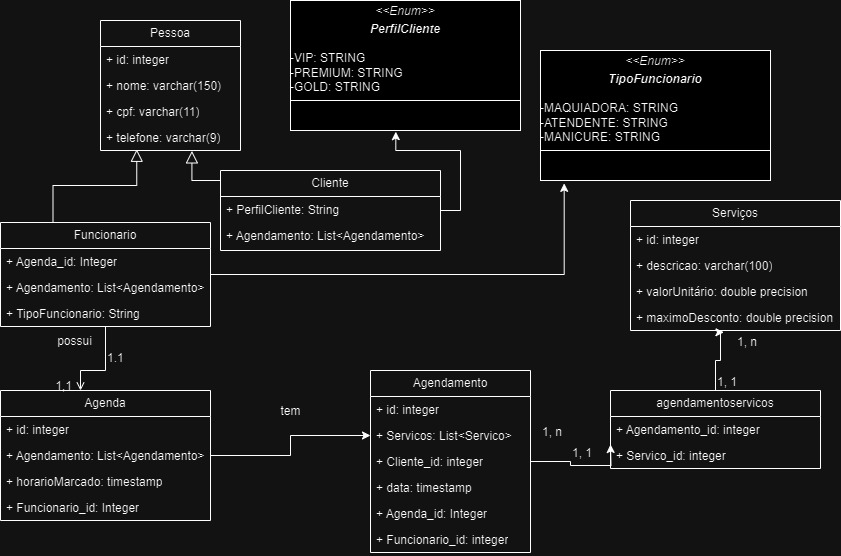 Pessoa
+ id: integer
+ nome: varchar(150)
+ cpf: varchar(11)
+ telefone: varchar(9)
<<Enum>>
PerfilCliente
-VIP: STRING
-PREMIUM: STRING
-GOLD: STRING
<<Enum>>
TipoFuncionario
-MAQUIADORA: STRING
-ATENDENTE: STRING
-MANICURE: STRING
Cliente
+ PerfilCliente: String
+ Agendamento: List<Agendamento>
Funcionario
+ Agenda_id: Integer
+ Agendamento: List<Agendamento>
+ TipoFuncionario: String
Serviços
+ id: integer
+ descricao: varchar(100)
+ valorUnitário: double precision
+ maximoDesconto: double precision
possui
1.1
1,1
1, n
1, 1
Agenda
+ id: integer
+ Agendamento: List<Agendamento>
+ horarioMarcado: timestamp
+ Funcionario_id: Integer
tem
Agendamento
+ id: integer
+ Servicos: List<Servico>
+ Cliente_id: integer
+ data: timestamp
+ Agenda_id: Integer
+ Funcionario_id: integer
1, n
1, 1
agendamentoservicos
+ Agendamento_id: integer
+ Servico_id: integer